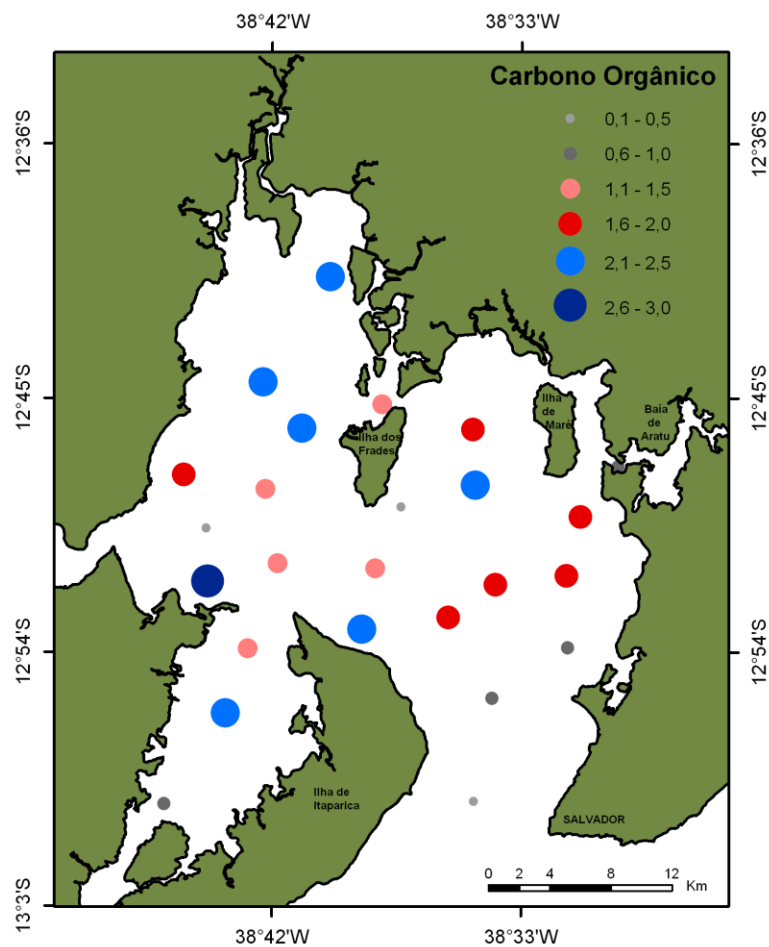 38°42'W
38°33'W
Carbono Orgânico
0,1 - 0,5
0,6 - 1,0
1,1 - 1,5
1,6 - 2,0
2,1 - 2,5
2,6 - 3,0
12°36'S
12°36'S
12°45'S
12°45'S
Ilha
de
Maré
Baia
de
Aratu
Ilha dos
Frades
12°54'S
12°54'S
Ilha de
Itaparica
SALVADOR
0 2 4 8 12
Km
13°3'S
13°3'S
38°42'W
38°33'W